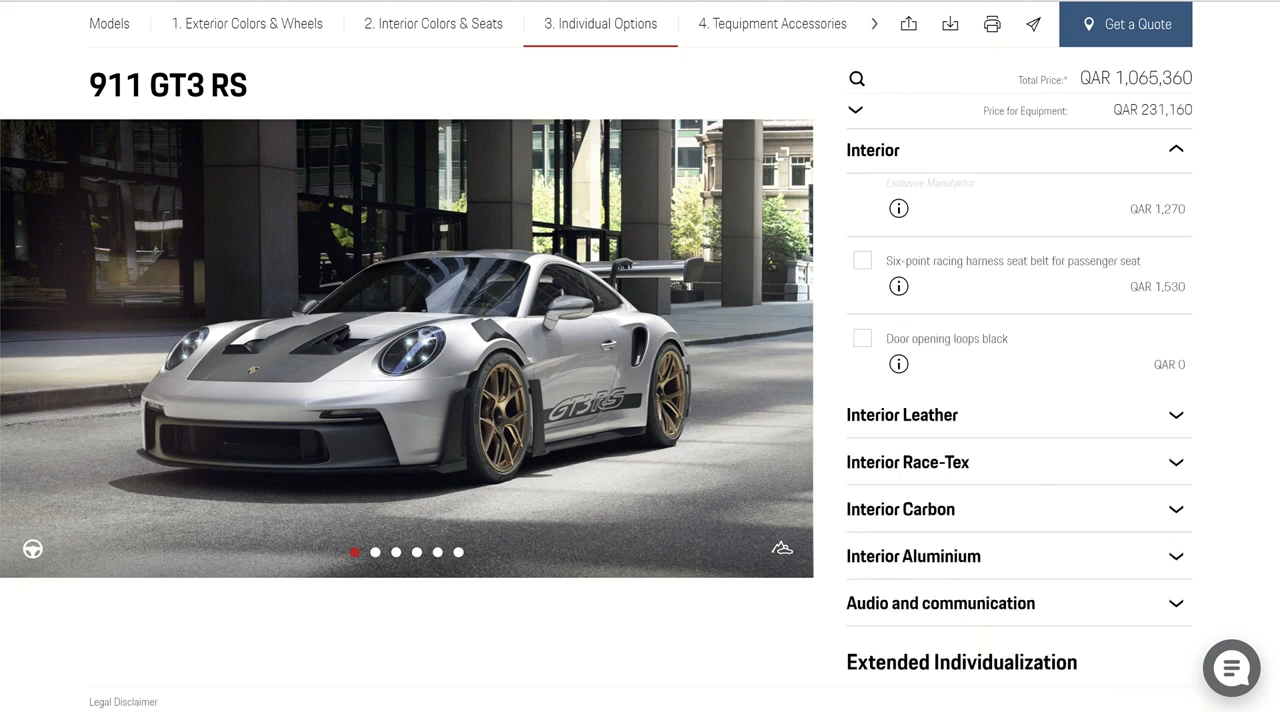 Models
1. Exterior Colors & Wheels
2. Interior Colors & Seats
3. Individual Options
4. Tequipment Accessories
Get a Quote
911 GT3 RS
Total Price:* QAR 1,065,360
Price for Equipment: QAR 231,160
Interior
Exclusive Manufaktur
QAR 1,270
Six-point racing harness seat belt for passenger seat
QAR 1,530
Door opening loops black
QAR 0
GT3RS
Interior Leather
Interior Race-Tex
Interior Carbon
Interior Aluminium
Audio and communication
Extended Individualization
Legal Disclaimer